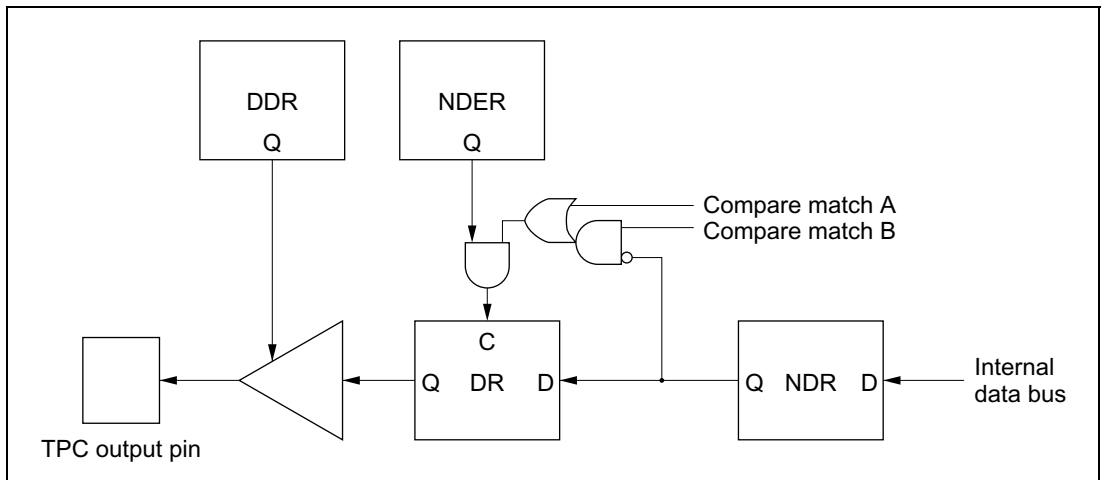 DDR
Q
NDER
Q
Compare match A
Compare match B
C
Q DR D
Q NDR D
Internal
data bus
TPC output pin